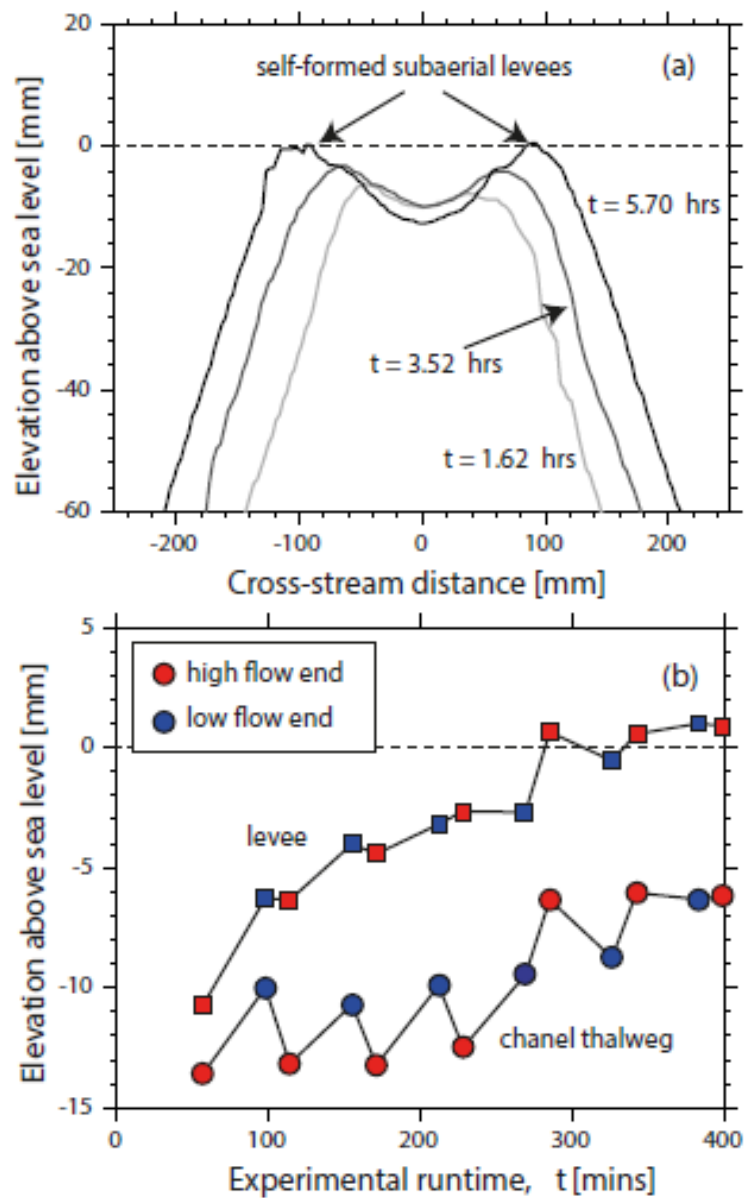 20
(a)
self-formed subaerial levees
0
t = 5.70 hrs
-20
t = 3.52 hrs
-40
t = 1.62 hrs
-60
-200 -100 0 100 200
Cross-stream distance [mm]
Elevation above sea level [mm]
5
high flow end
(b)
low flow end
0
levee
-5
-10
chanel thalweg
-15
0 100 200 300 400
Experimental runtime, t [mins]
Elevation above sea level [mm]